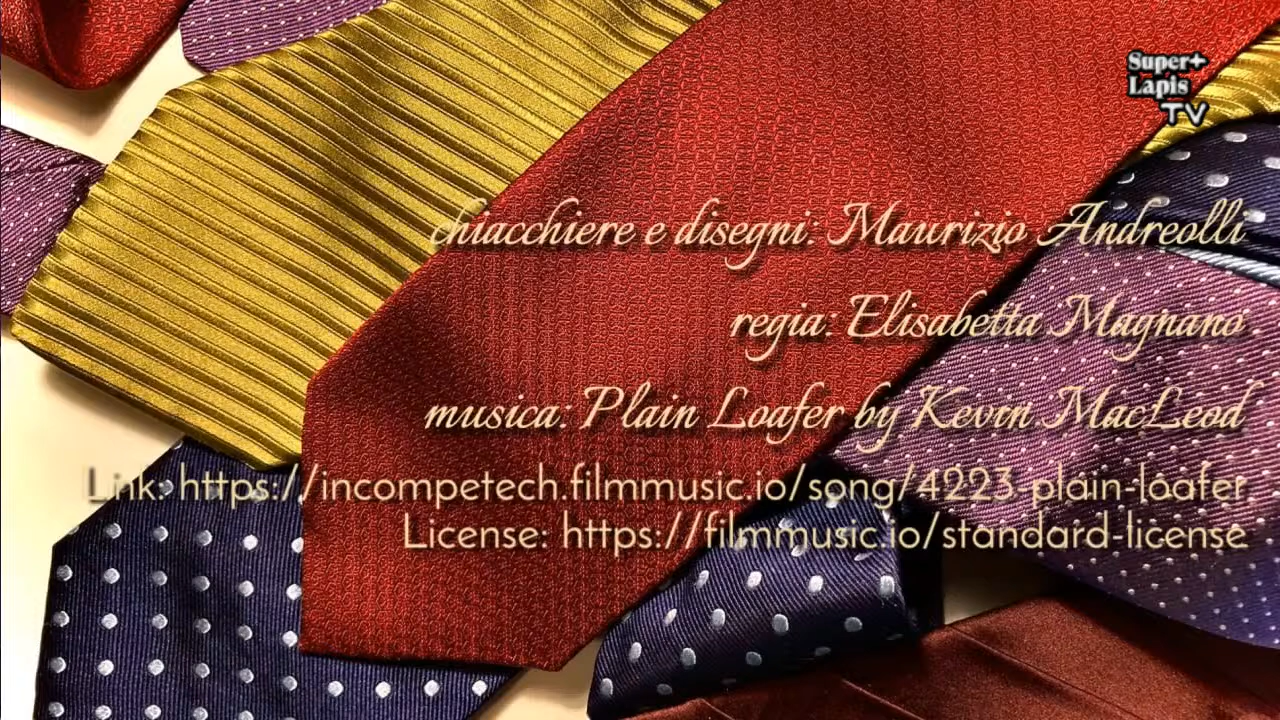 Super+
Lapis
TV
chiacchiere e disegni: Maurizio Andreolli
regia: Elisabetta Magnano
musica: Plain Loafer by Kevin MacLeod
Link: https://incompetech.filmmusic.io/song/4223-plain-loafer
License: https://filmmusic.io/standard-license